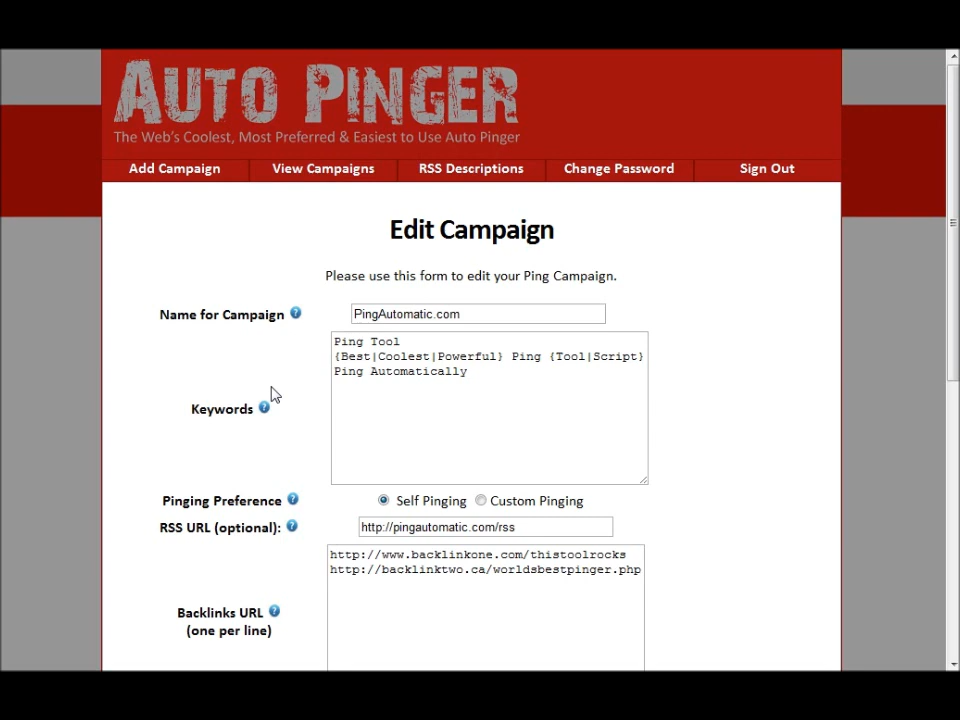 AUTO PINGER
The Web's Coolest, Most Preferred & Easiest to Use Auto Pinger
Add Campaign View Campaigns RSS Descriptions Change Password Sign Out
Edit Campaign
Please use this form to edit your Ping Campaign.
Name for Campaign ? PingAutomatic.com
Ping Tool
{Best|Coolest|Powerful} Ping {Tool|Script}
Ping Automatically
Keywords ?
Pinging Preference ? Self Pinging Custom Pinging
RSS URL (optional): ? http://pingautomatic.com/rss
http://www.backlinkone.com/thistoolrocks
http://backlinktwo.ca/worldsbestpinger.php
Backlinks URL ?
(one per line)